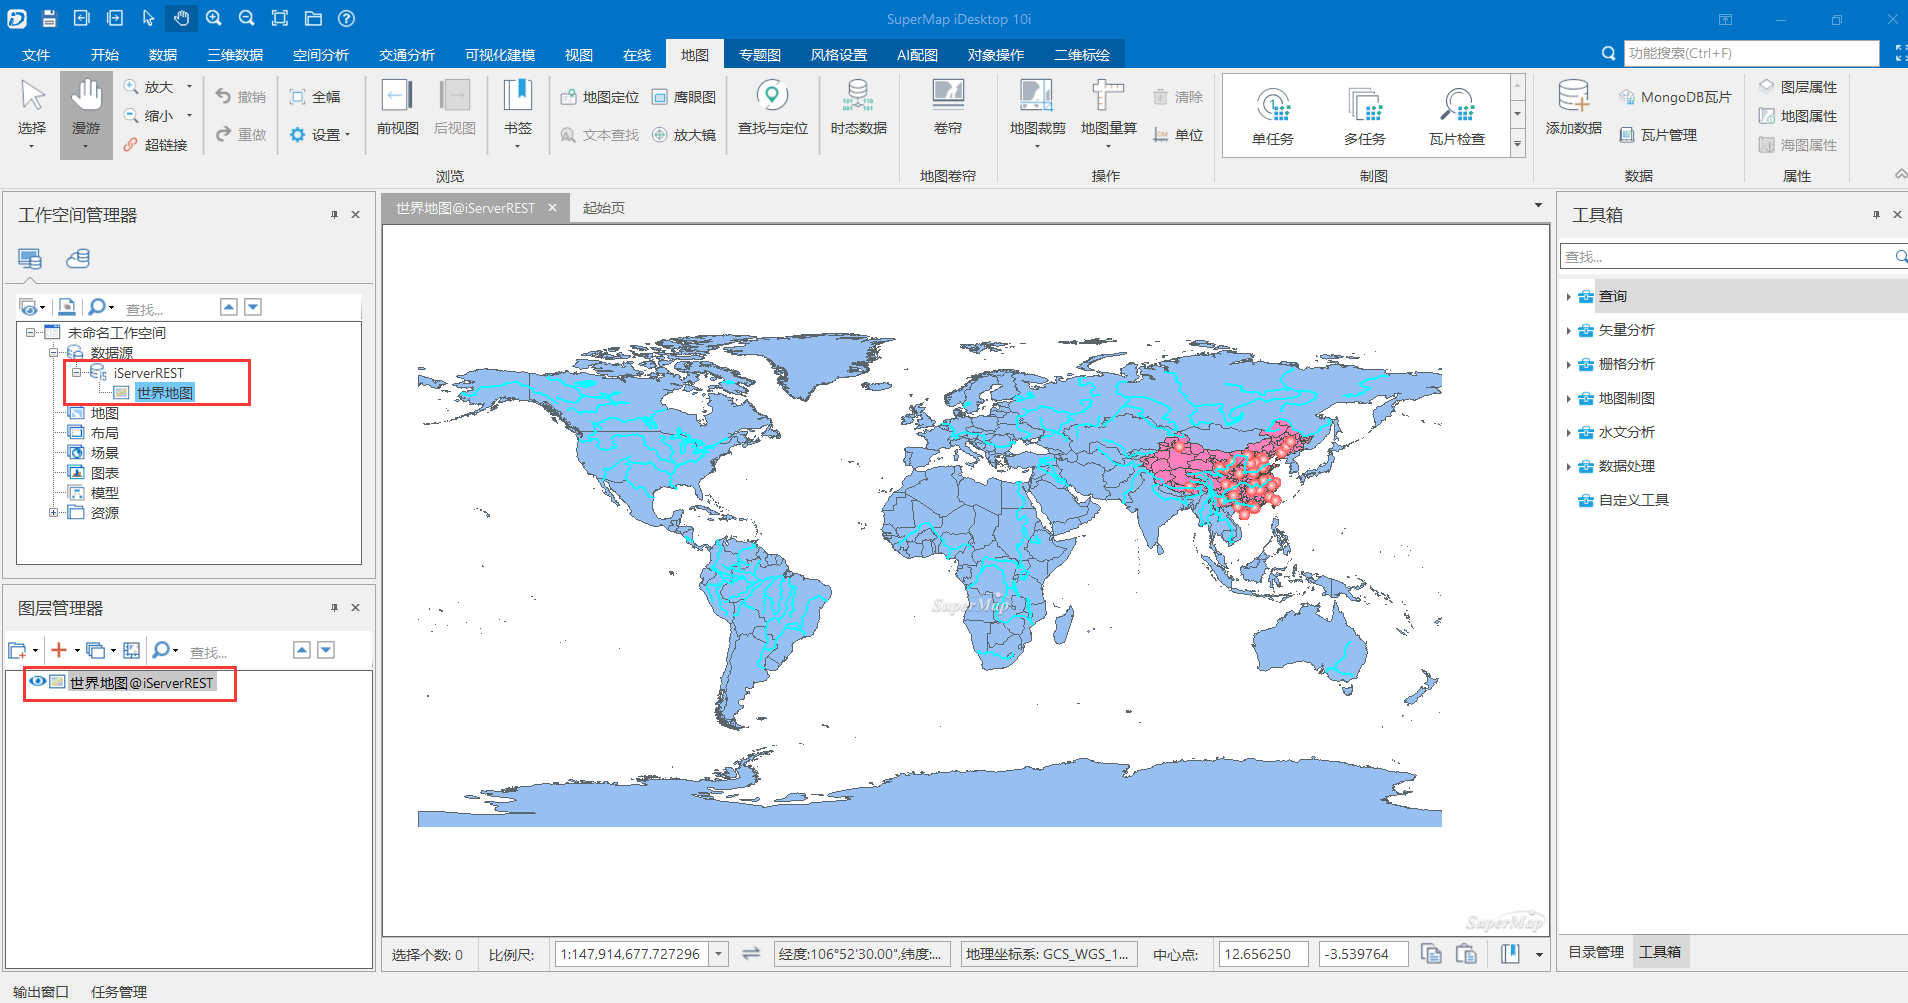 SuperMap iDesktop 10i
文件 开始 数据 三维数据 空间分析 交通分析 可视化建模 视图 在线 地图 专题图 风格设置 AI配图 对象操作 二维标绘
功能搜索(Ctrl+F)
选择
漫游
放大
缩小
超链接
撤销
重做
全幅
设置
前视图
后视图
书签
地图定位
鹰眼图
文本查找
放大镜
查找与定位
时态数据
卷帘
地图裁剪
地图量算
清除
单位
单任务
多任务
瓦片检查
添加数据
MongoDB瓦片
瓦片管理
图层属性
地图属性
海图属性
浏览
地图卷帘
操作
制图
数据
属性
工作空间管理器
查找...
未命名工作空间
数据源
iServerREST
世界地图
地图
布局
场景
图表
模型
资源
图层管理器
查找...
世界地图@iServerREST
世界地图@iServerREST
起始页
SuperMap
SuperMap
选择个数: 0
比例尺:
1:147,914,677.727296
经度:106°52'30.00",纬度:...
地理坐标系: GCS_WGS_1...
中心点:
12.656250
-3.539764
工具箱
查找...
查询
矢量分析
栅格分析
地图制图
水文分析
数据处理
自定义工具
目录管理
工具箱
输出窗口
任务管理